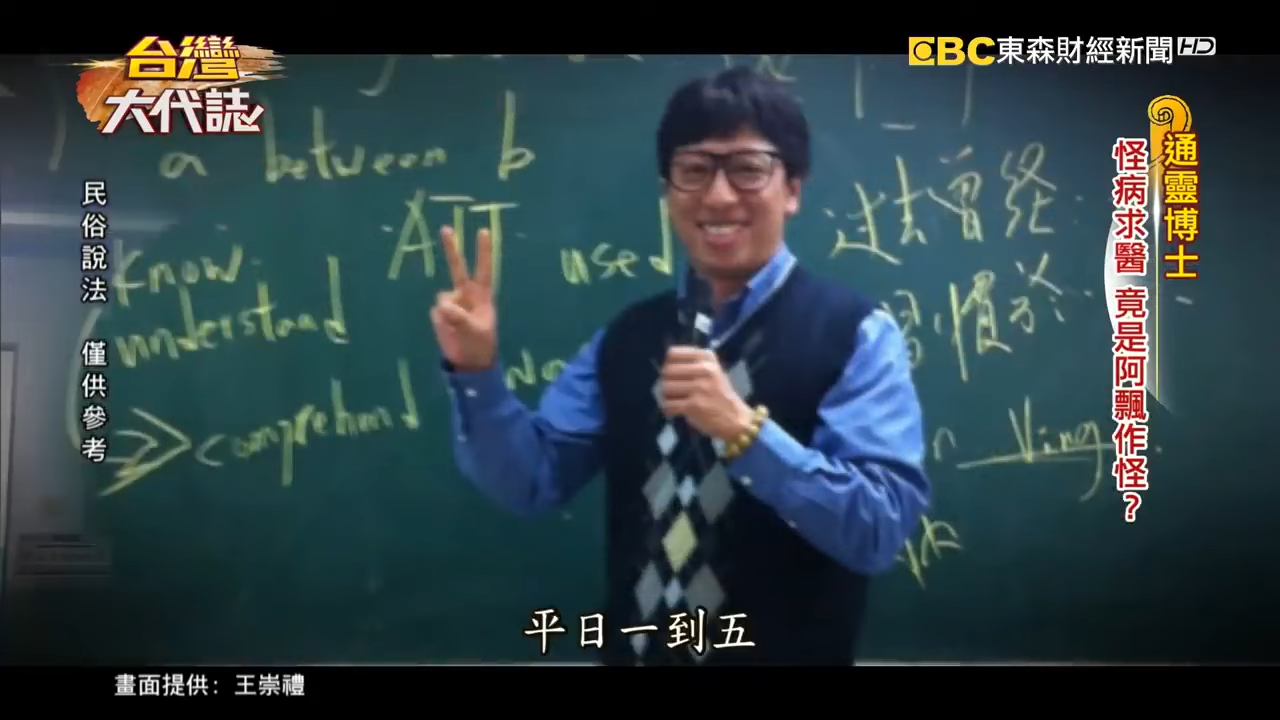 台灣
大代誌
EBC東森財經新聞HD
通靈博士
怪病求醫 竟是阿飄作怪?
民俗說法 僅供參考
a between b
know
understand
comprehend
used
過去曾经
習慣於
Ving
平日一到五
畫面提供：王崇禮